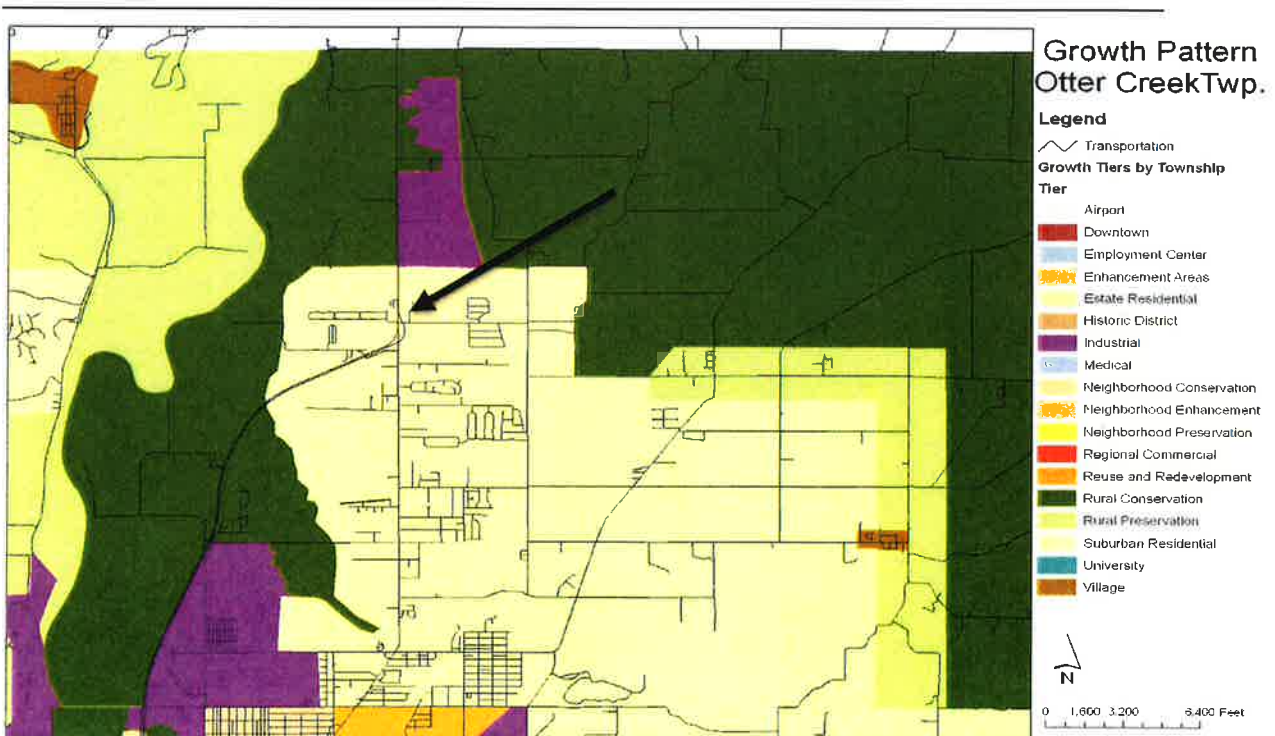 Growth Pattern
Otter CreekTwp.
Legend
Transportation
Growth Tiers by Township
Tier
Airport
Downtown
Employment Center
Enhancement Areas
Estate Residential
Historic District
Industrial
Medical
Neighborhood Conservation
Neighborhood Enhancement
Neighborhood Preservation
Regional Commercial
Reuse and Redevelopment
Rural Conservation
Rural Preservation
Suburban Residential
University
Village
N
0 1,600 3,200 6,400 Feet